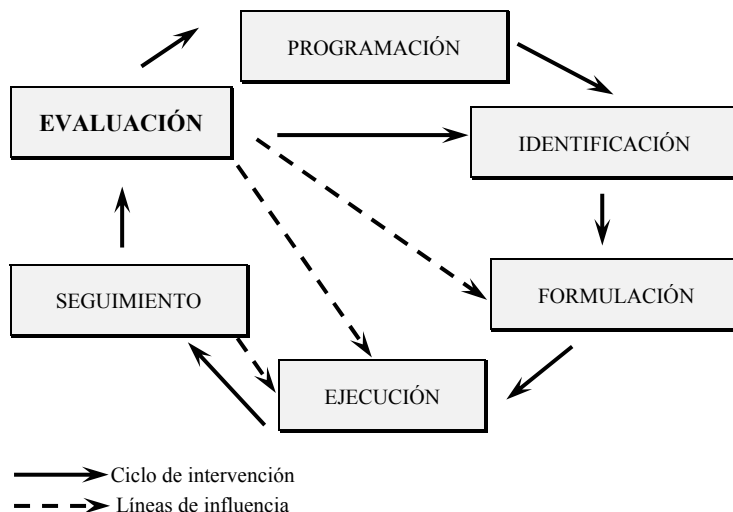 PROGRAMACIÓN
EVALUACIÓN
IDENTIFICACIÓN
SEGUIMIENTO
FORMULACIÓN
EJECUCIÓN
Ciclo de intervención
Líneas de influencia